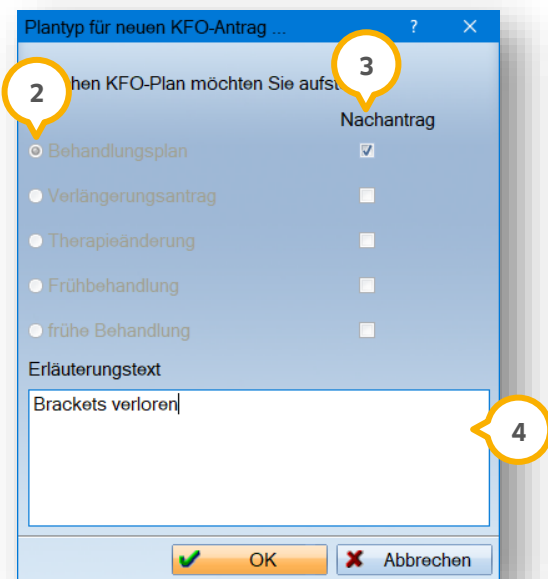 Plantyp für neuen KFO-Antrag ... ?
3
2
hen KFO-Plan möchten Sie aufst
Nachantrag
Behandlungsplan
Verlängerungsantrag
Therapieänderung
Frühbehandlung
frühe Behandlung
Erläuterungstext
Brackets verloren
4
OK Abbrechen